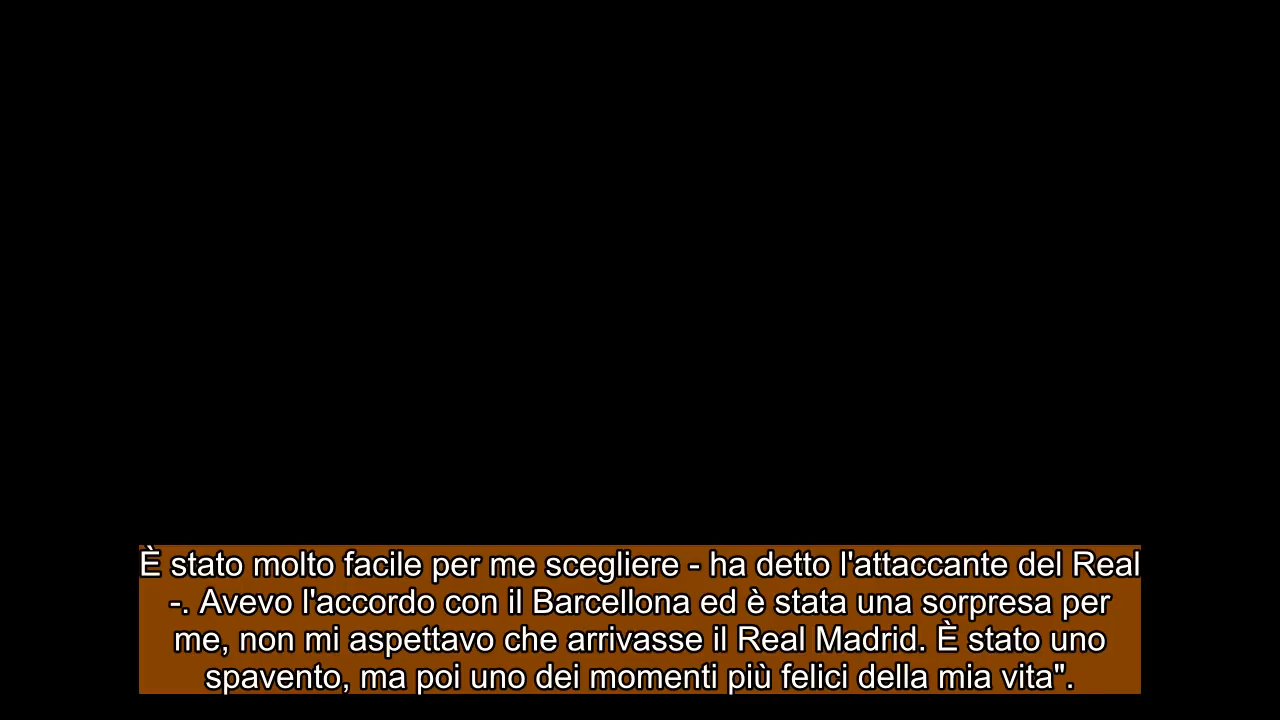 È stato molto facile per me scegliere - ha detto l'attaccante del Real
-. Avevo l'accordo con il Barcellona ed è stata una sorpresa per
me, non mi aspettavo che arrivasse il Real Madrid. È stato uno
spavento, ma poi uno dei momenti più felici della mia vita".